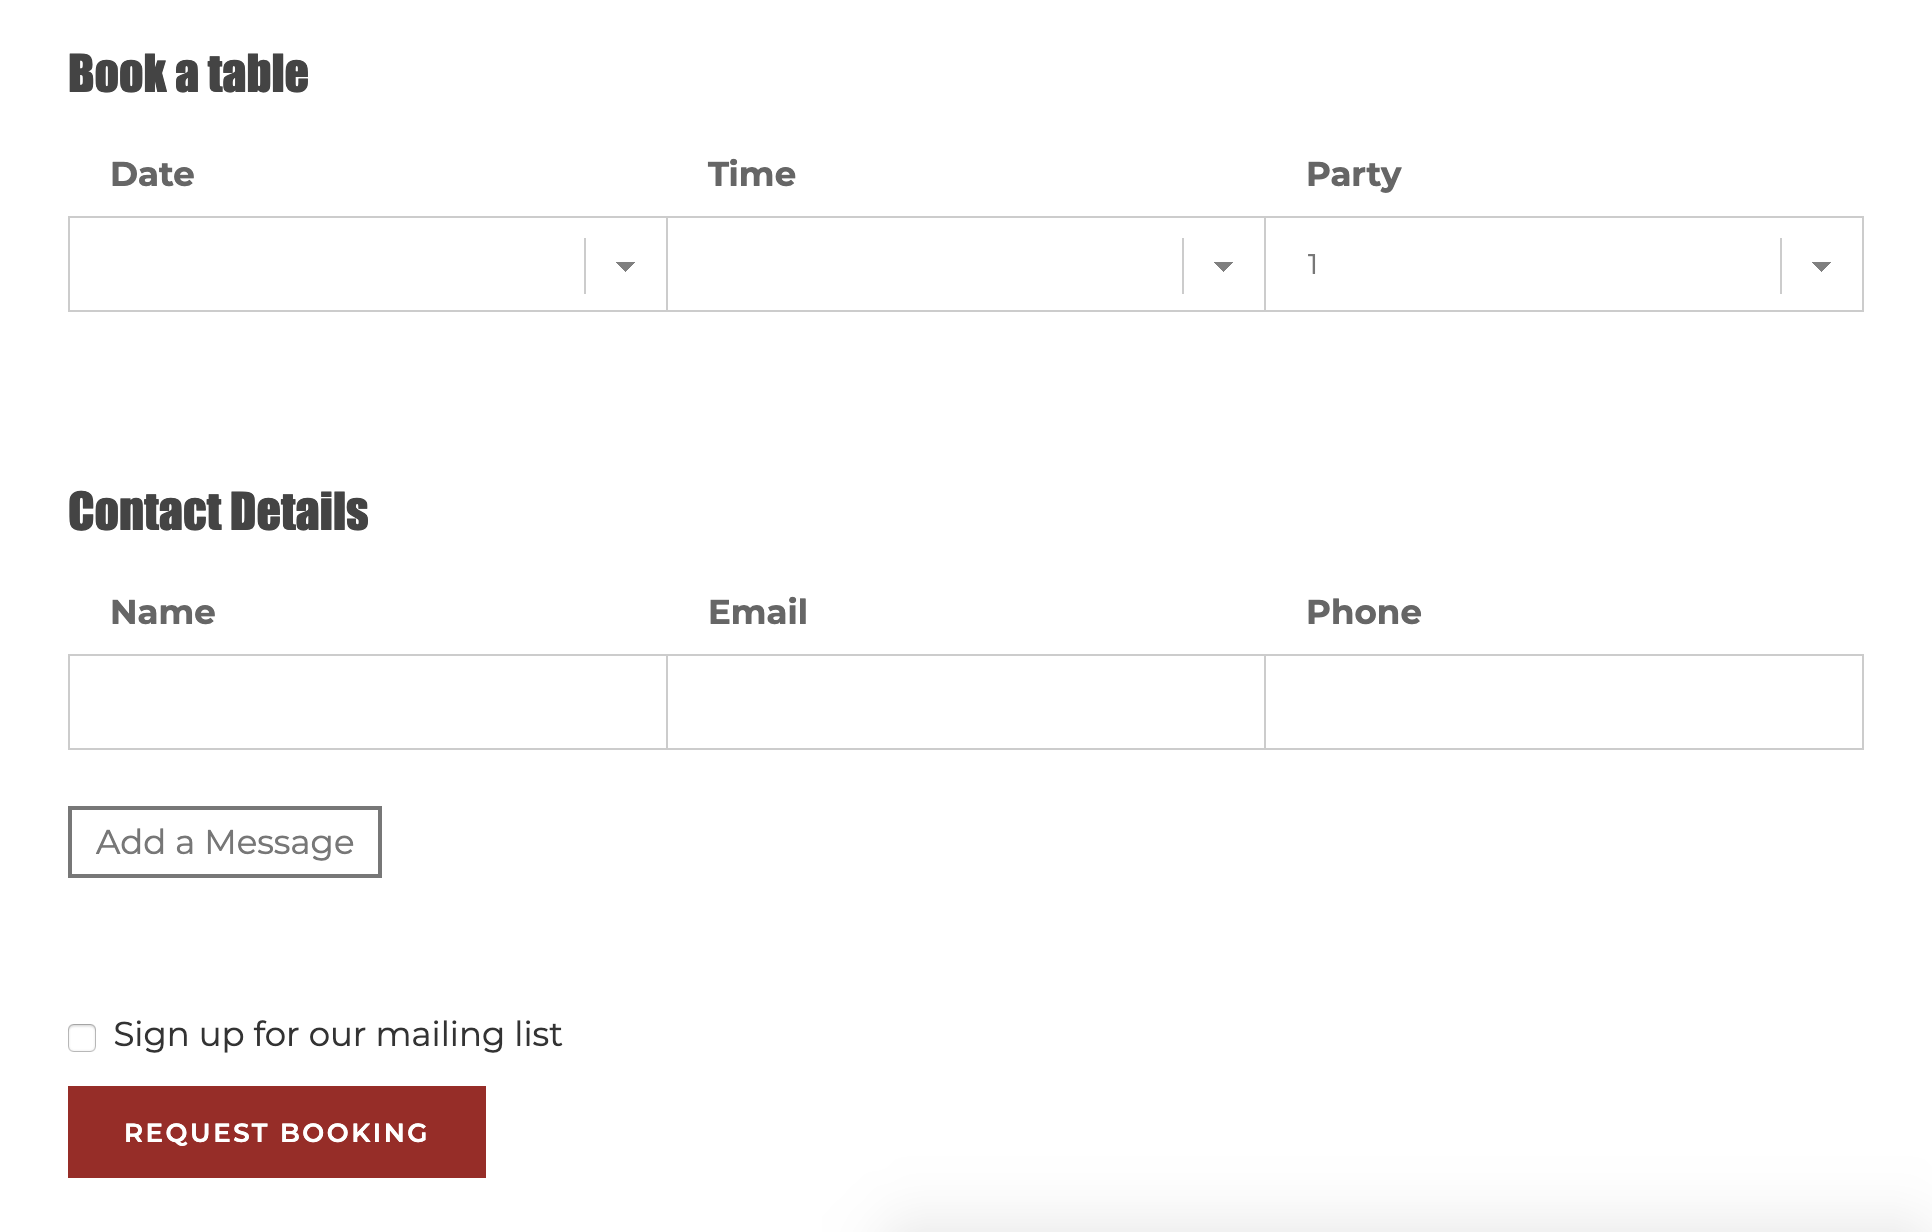 Book a table
Date Time Party
1
Contact Details
Name Email Phone
Add a Message
Sign up for our mailing list
REQUEST BOOKING